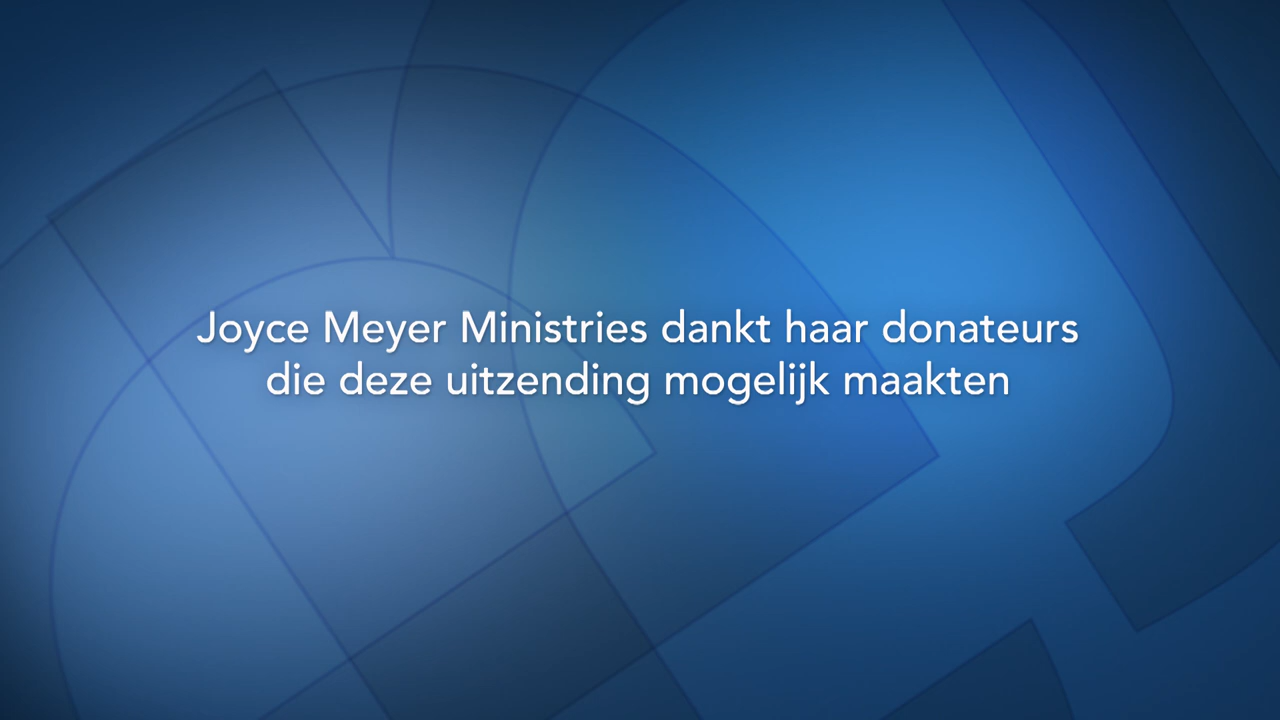 Joyce Meyer Ministries dankt haar donateurs
die deze uitzending mogelijk maakten